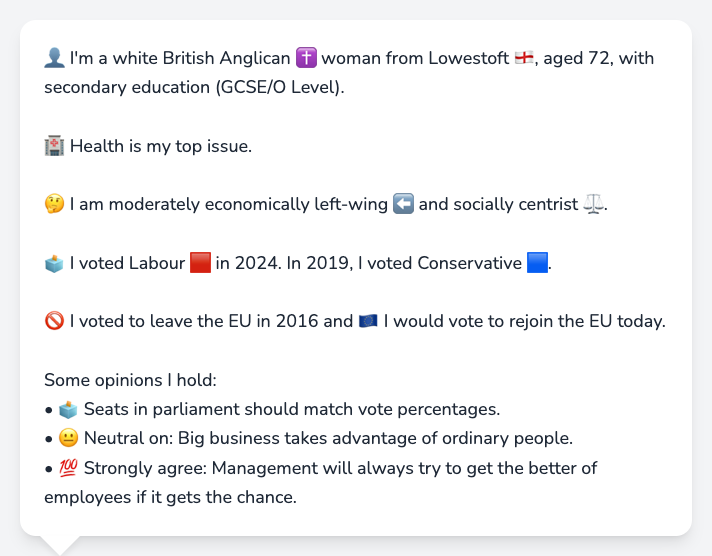 👤 I'm a white British Anglican ✝️ woman from Lowestoft 🏴󠁧󠁢󠁥󠁮󠁧󠁿, aged 72, with
secondary education (GCSE/O Level).
🏥 Health is my top issue.
🤔 I am moderately economically left-wing ⬅️ and socially centrist ⚖️.
🗳️ I voted Labour 🟥 in 2024. In 2019, I voted Conservative 🟦.
🚫 I voted to leave the EU in 2016 and 🇪🇺 I would vote to rejoin the EU today.
Some opinions I hold:
• 🗳️ Seats in parliament should match vote percentages.
• 😐 Neutral on: Big business takes advantage of ordinary people.
• 💯 Strongly agree: Management will always try to get the better of
employees if it gets the chance.